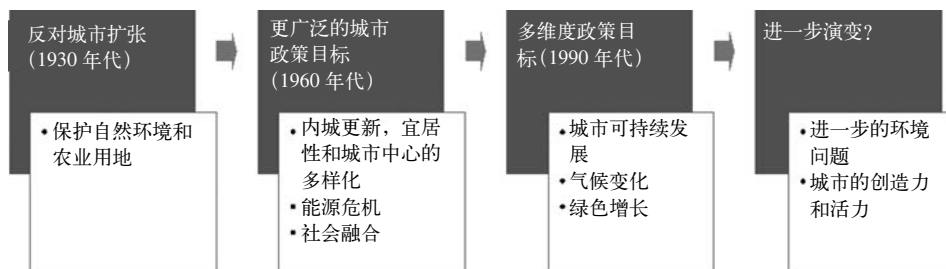 反对城市扩张
（1930 年代）
• 保护自然环境和
农业用地
更广泛的城市
政策目标
（1960 年代）
• 内城更新，宜居
性和城市中心的
多样化
• 能源危机
• 社会融合
多维度政策目
标（1990 年代）
• 城市可持续发
展
• 气候变化
• 绿色增长
进一步演变？
• 进一步的环境
问题
• 城市的创造力
和活力